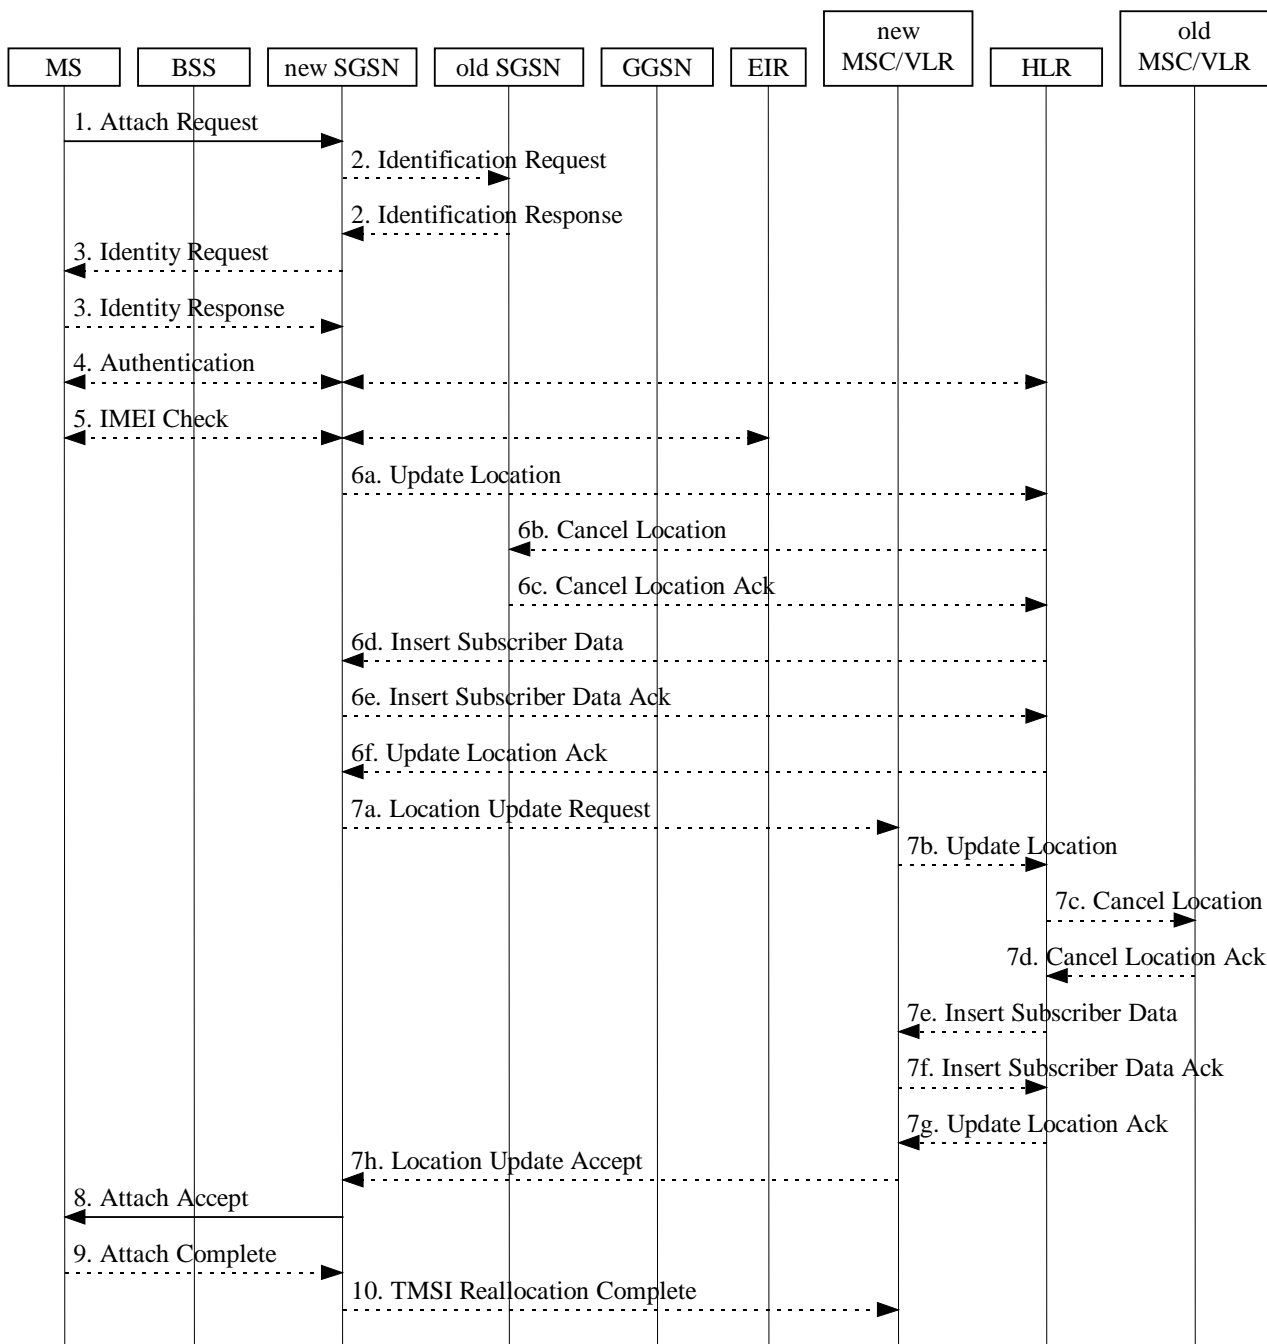 new
old
MS
BSS
new SGSN
old SGSN
GGSN
EIR
MSC/VLR
HLR
MSC/VLR
1. Attach Request
2. Identification Request
2. Identification Response
3. Identity Request
3. Identity Response
4. Authentication
5. IMEI Check
6a. Update Location
6b. Cancel Location
6c. Cancel Location Ack
6d. Insert Subscriber Data
6e. Insert Subscriber Data Ack
6f. Update Location Ack
7a. Location Update Request
7b. Update Location
7c. Cancel Location
7d. Cancel Location Ack
7e. Insert Subscriber Data
7f. Insert Subscriber Data Ack
7g. Update Location Ack
7h. Location Update Accept
8. Attach Accept
9. Attach Complete
10. TMSI Reallocation Complete